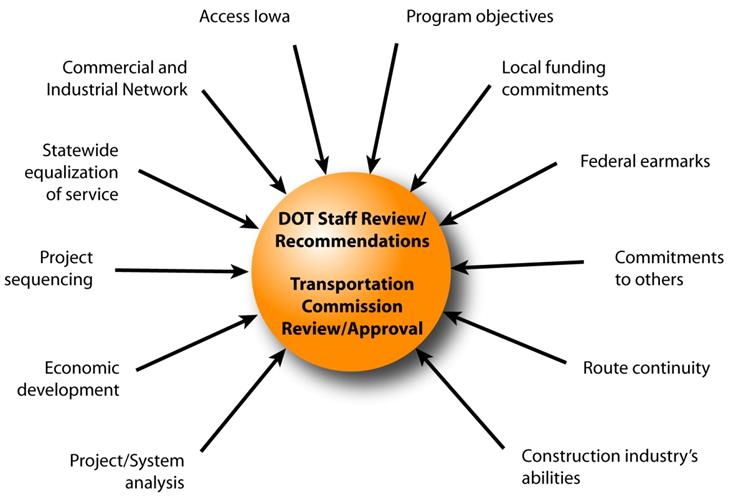 Access Iowa
Program objectives
Commercial and
Industrial Network
Local funding
commitments
Statewide
equalization
of service
Federal earmarks
DOT Staff Review/
Recommendations
Transportation
Commission
Review/Approval
Project
sequencing
Commitments
to others
Economic
development
Route continuity
Project/System
analysis
Construction industry’s
abilities